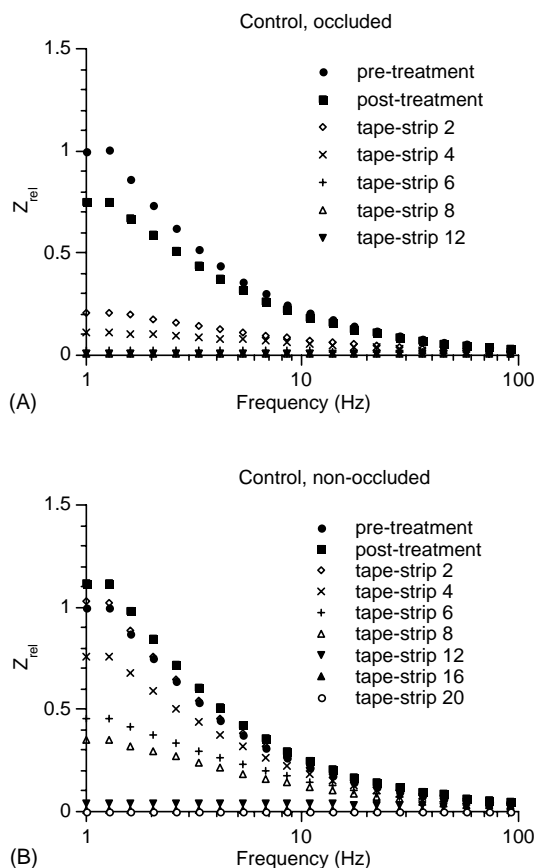 Control, occluded
1.5
pre-treatment
post-treatment
tape-strip 2
1
tape-strip 4
tape-strip 6
Z_rel
tape-strip 8
0.5
tape-strip 12
0
1 10 100
(A) Frequency (Hz)
Control, non-occluded
1.5
pre-treatment
post-treatment
tape-strip 2
tape-strip 4
1
tape-strip 6
tape-strip 8
Z_rel
tape-strip 12
tape-strip 16
0.5
tape-strip 20
0
1 10 100
(B) Frequency (Hz)